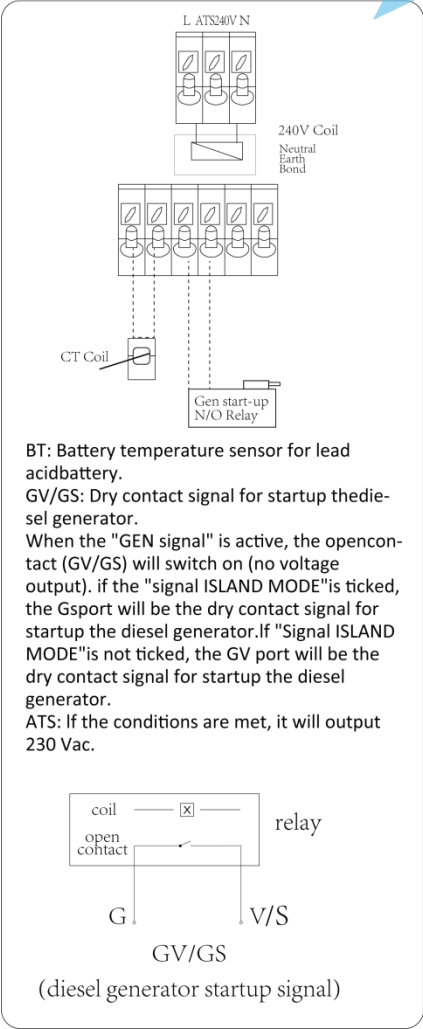 L ATS240V N
240V Coil
Neutral
Earth
Bond
CT Coil
Gen start-up
N/O Relay
BT: Battery temperature sensor for lead
acidbattery.
GV/GS: Dry contact signal for startup thedie-
sel generator.
When the "GEN signal" is active, the opencon-
tact (GV/GS) will switch on (no voltage
output). if the "signal ISLAND MODE"is ticked,
the Gsport will be the dry contact signal for
startup the diesel generator.If "Signal ISLAND
MODE"is not ticked, the GV port will be the
dry contact signal for startup the diesel
generator.
ATS: If the conditions are met, it will output
230 Vac.
coil
relay
open
contact
G
V/S
GV/GS
(diesel generator startup signal)